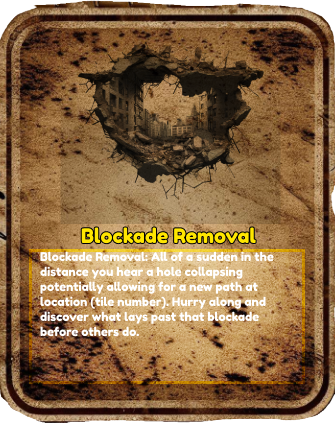 Blockade Removal
Blockade Removal: All of a sudden in the
distance you hear a hole collapsing
potentially allowing for a new path at
location (tile number). Hurry along and
discover what lays past that blockade
before others do.